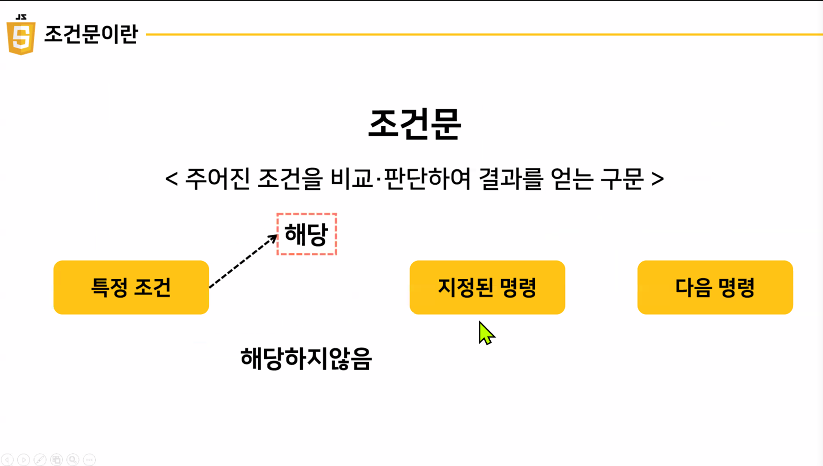 JS
조건문이란
조건문
< 주어진 조건을 비교·판단하여 결과를 얻는 구문 >
해당
특정 조건
지정된 명령
다음 명령
해당하지않음